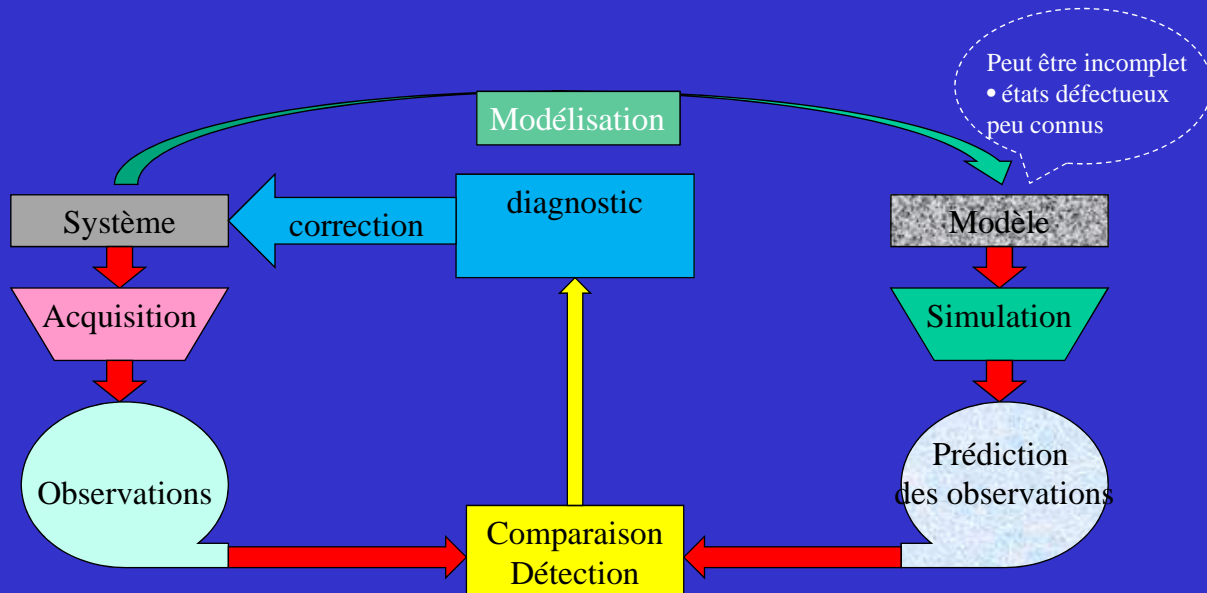 Peut être incomplet
• états défectueux
peu connus
Modélisation
Système
correction
diagnostic
Modèle
Acquisition
Simulation
Observations
Prédiction
des observations
Comparaison
Détection